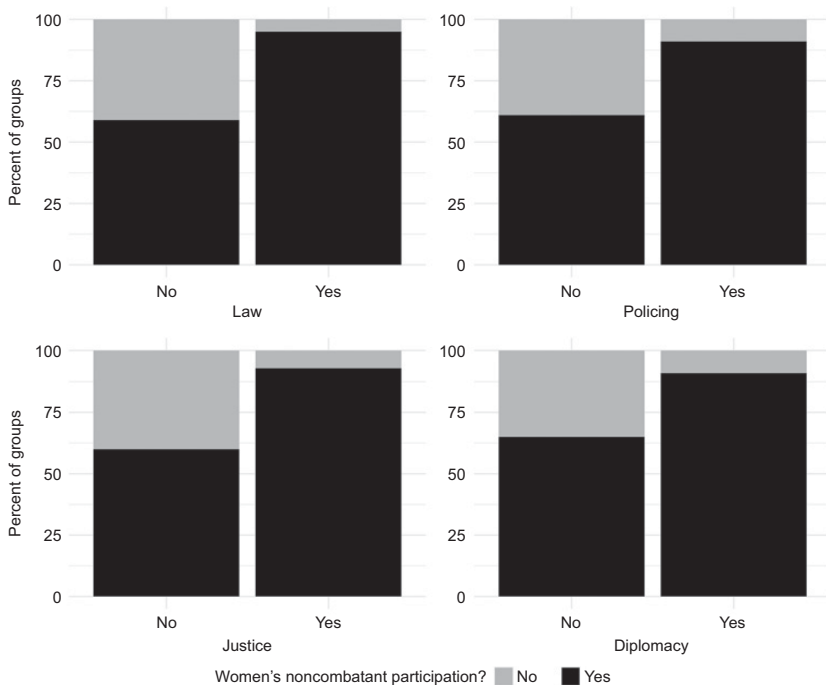 Percent of groups
100
75
50
25
0
No
Yes
Law
100
75
50
25
0
No
Yes
Policing
Percent of groups
100
75
50
25
0
No
Yes
Justice
100
75
50
25
0
No
Yes
Diplomacy
Women’s noncombatant participation? No Yes